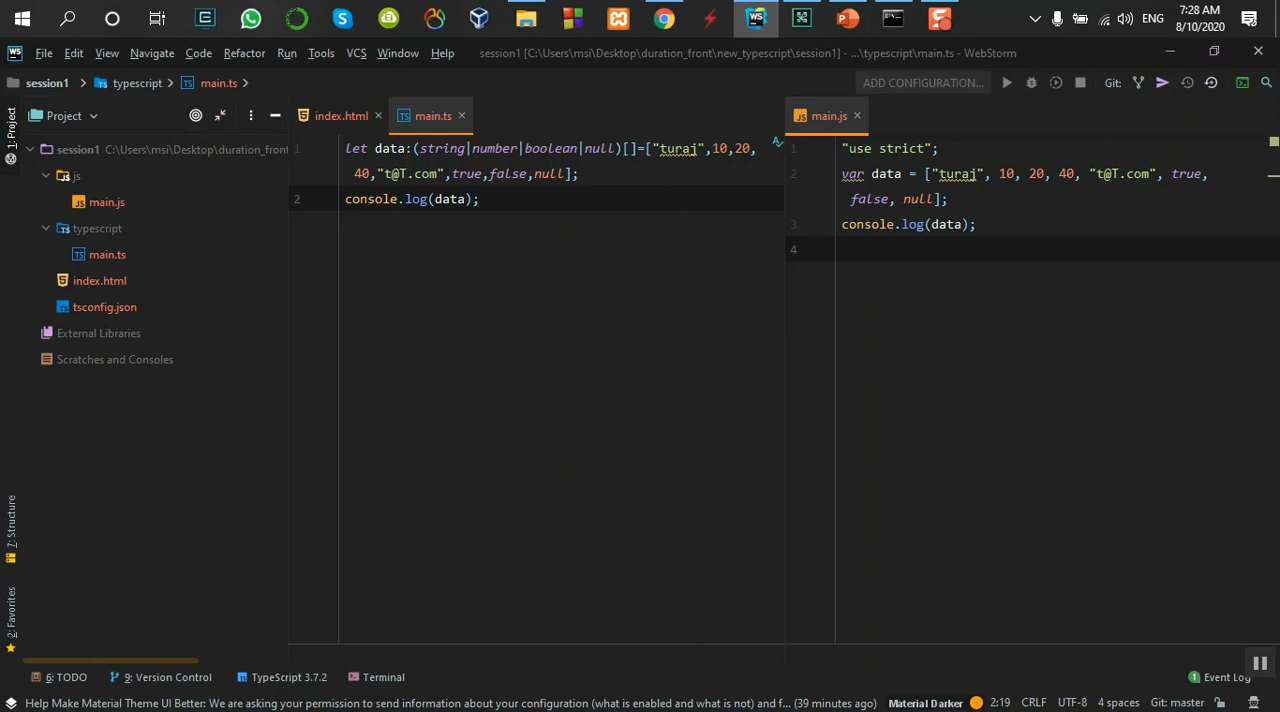 ENG
7:28 AM
8/10/2020
WS
File Edit View Navigate Code Refactor Run Tools VCS Window Help
session1 [C:\Users\msi\Desktop\duration_front\new_typescript\session1] - ...\typescript\main.ts - WebStorm
session1 typescript main.ts
ADD CONFIGURATION... Git:
1: Project
Project
index.html main.ts main.js
session1 C:\Users\msi\Desktop\duration_front
js
main.js
typescript
main.ts
index.html
tsconfig.json
External Libraries
Scratches and Consoles
1 let data:(string|number|boolean|null)[]=["turaj",10,20,
40,"t@T.com",true,false,null];
2 console.log(data);
1 "use strict";
2 var data = ["turaj", 10, 20, 40, "t@T.com", true,
false, null];
3 console.log(data);
4
7: Structure
2: Favorites
6: TODO 9: Version Control TypeScript 3.7.2 Terminal
1 Event Log
Help Make Material Theme UI Better: We are asking your permission to send information about your configuration (what is enabled and what is not) and f... (39 minutes ago)
Material Darker 2:19 CRLF UTF-8 4 spaces Git: master